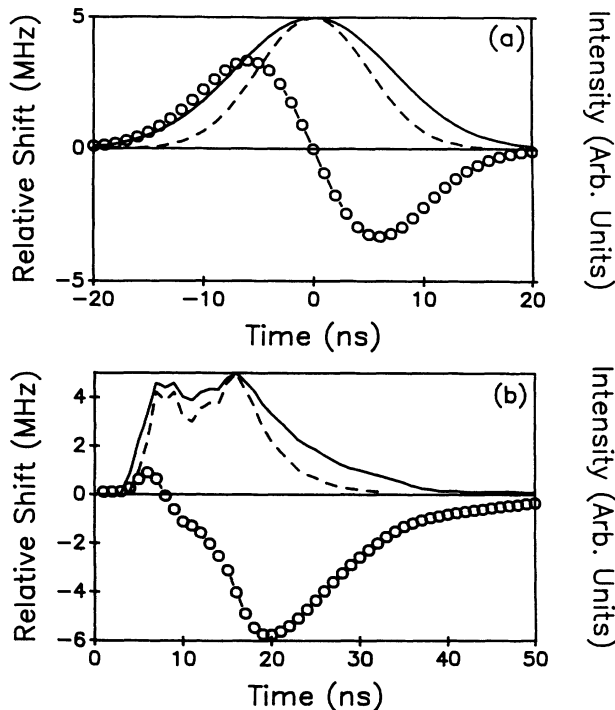 (a)
Relative Shift (MHz)
5
0
-5
-20
-10
0
10
20
Time (ns)
Intensity (Arb. Units)
(b)
Relative Shift (MHz)
4
2
0
-2
-4
-6
0
10
20
30
40
50
Time (ns)
Intensity (Arb. Units)